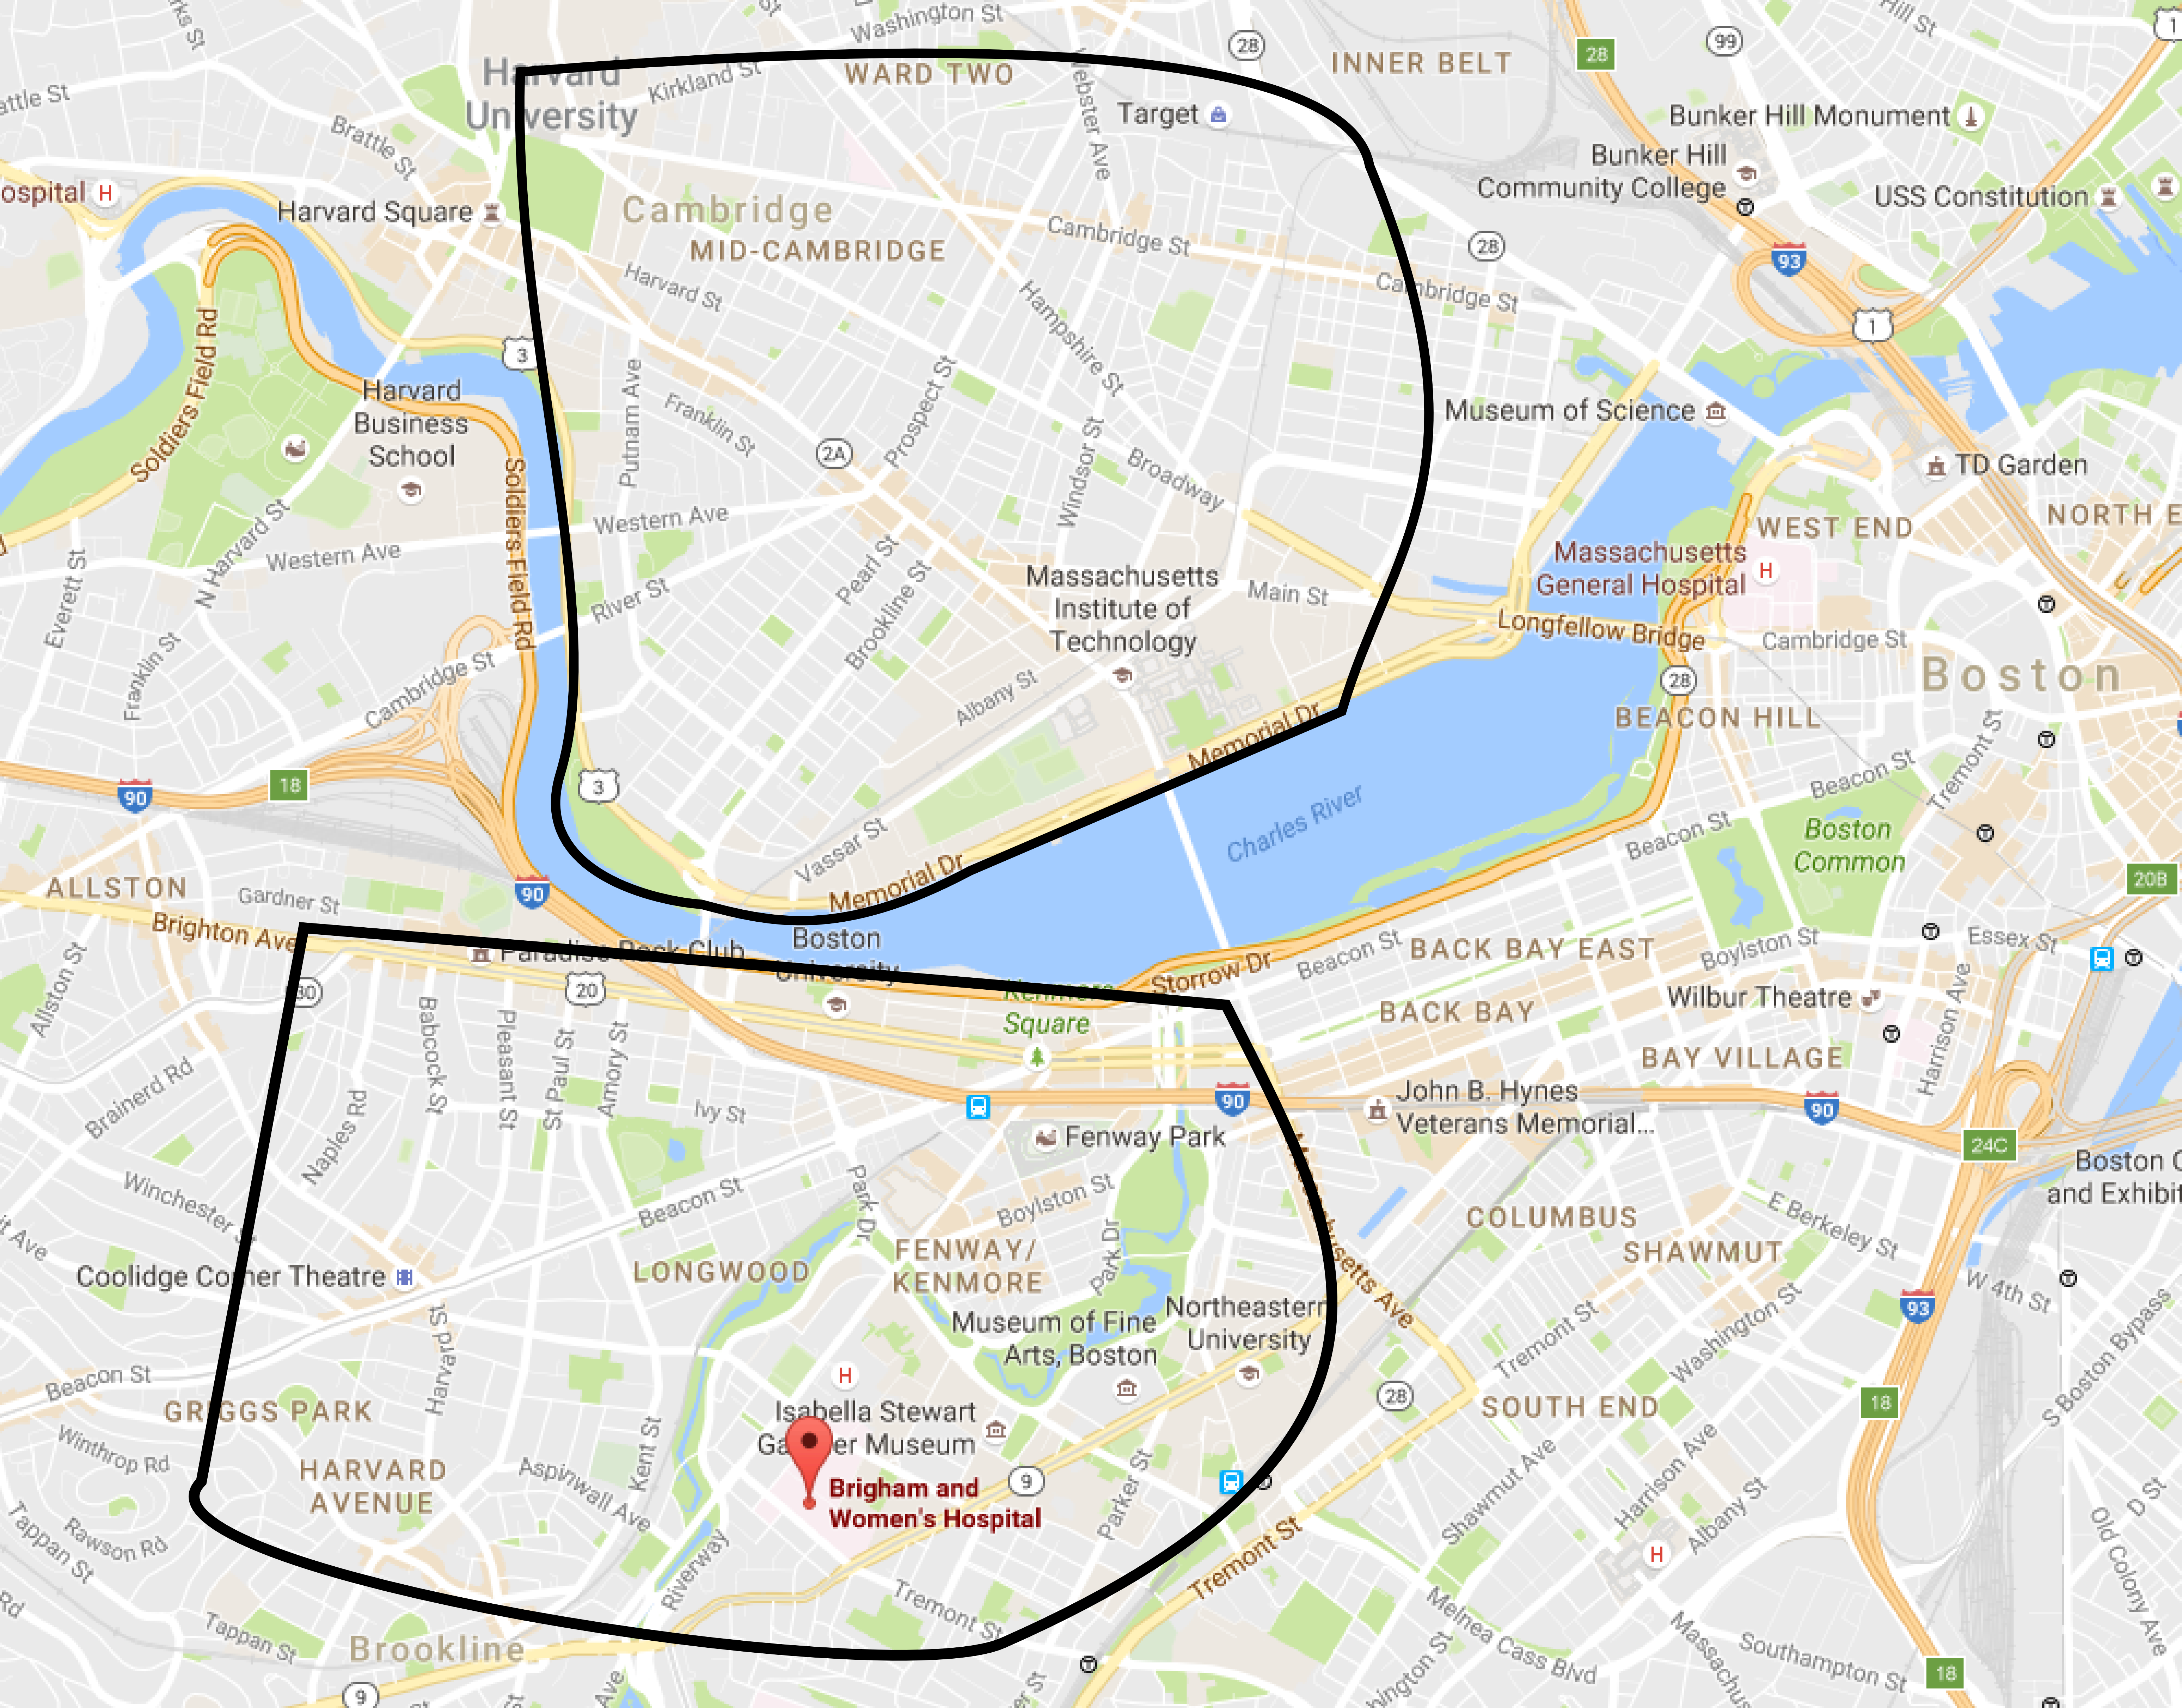 Washington St
Hill St
28
INNER BELT
28
99
1
Harvard
University
Kirkland St
WARD TWO
Webster Ave
Target
Bunker Hill Monument
Brattle St
Bunker Hill
Community College
USS Constitution
H
Harvard Square
Cambridge
MID-CAMBRIDGE
Cambridge St
28
93
Harvard St
Hampshire St
Cambridge St
1
Soldiers Field Rd
3
Harvard
Business
School
Putnam Ave
Franklin St
Prospect St
Museum of Science
2A
Windsor St
Broadway
TD Garden
N Harvard St
Soldiers Field Rd
Western Ave
WEST END
Western Ave
Everett St
Pearl St
Brookline St
Massachusetts
Institute of
Technology
Massachusetts
General Hospital
H
River St
Main St
Longfellow Bridge
Cambridge St
Franklin St
Cambridge St
Albany St
28
Boston
BEACON HILL
Memorial Dr
Tremont St
Beacon St
90
18
3
Charles River
Vassar St
Beacon St
Boston
Common
Memorial Dr
ALLSTON
Gardner St
90
20B
Brighton Ave
Paradise Rock Club
Boston
University
BACK BAY EAST
Boylston St
Essex St
Allston St
20
Kenmore
Square
Storrow Dr
Beacon St
BACK BAY
Wilbur Theatre
Harrison Ave
Babcock St
Pleasant St
St Paul St
Amory St
BAY VILLAGE
Brainerd Rd
Naples Rd
Ivy St
90
John B. Hynes
Veterans Memorial...
90
Fenway Park
24C
Winchester St
Beacon St
Park Dr
Boylston St
Massachusetts Ave
COLUMBUS
E Berkeley St
SHAWMUT
Coolidge Corner Theatre
LONGWOOD
FENWAY/
KENMORE
Park Dr
W 4th St
93
Museum of Fine
Arts, Boston
Northeastern
University
Tremont St
Washington St
S Boston Bypass
Beacon St
Harvard St
H
28
SOUTH END
18
GRIGGS PARK
Isabella Stewart
Gardner Museum
Winthrop Rd
HARVARD
AVENUE
Aspinwall Ave
Kent St
Brigham and
Women's Hospital
9
Parker St
Shawmut Ave
Harrison Ave
Albany St
D St
Old Colony Ave
Tappan St
Rawson Rd
Riverway
Tremont St
H
Tremont St
Melnea Cass Blvd
Tappan St
Brookline
Southampton St
18
9